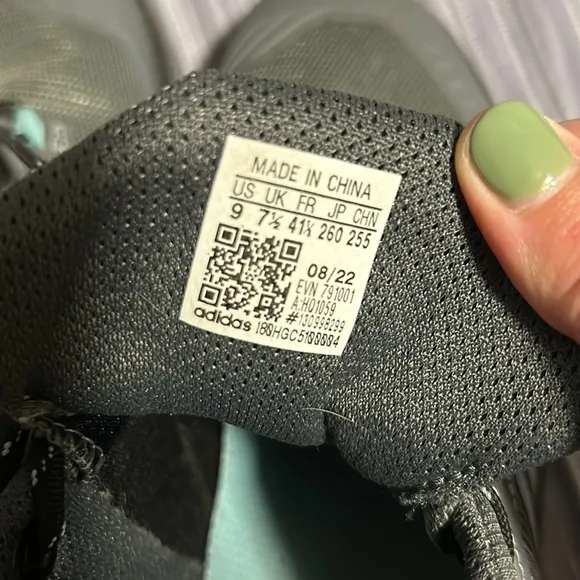 MADE IN CHINA
US UK FR JP CHN
9 7½ 41⅓ 260 255
08/22
EVN 791001
A:H01059
#130998299
adidas